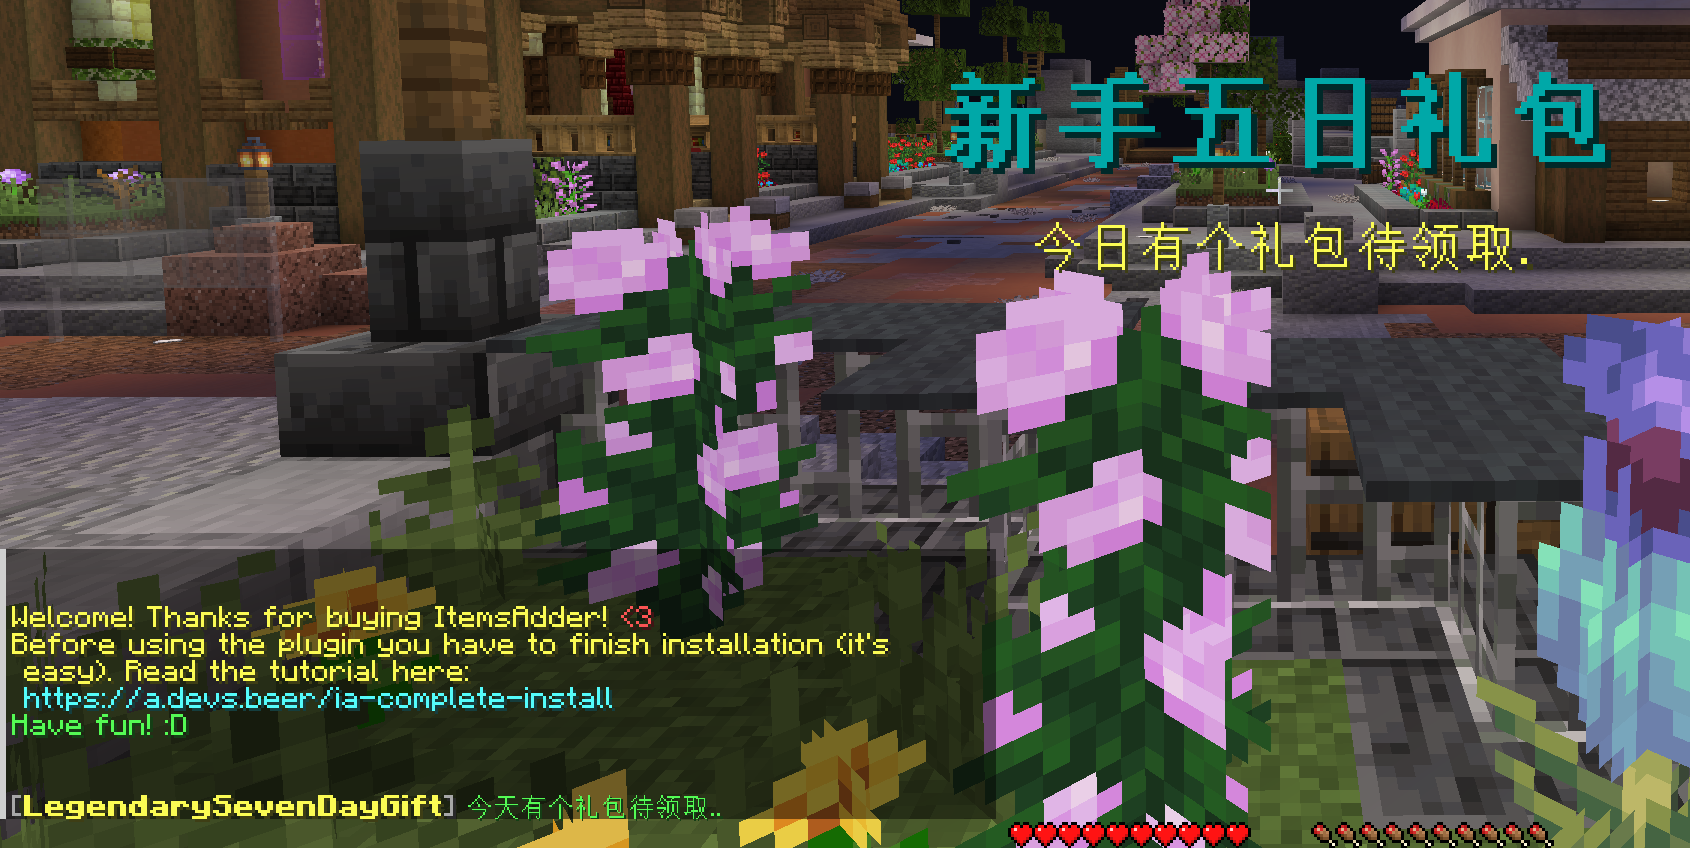 新手五日礼包
今日有个礼包待领取.
Welcome! Thanks for buying ItemsAdder! <3
Before using the plugin you have to finish installation (it's
easy). Read the tutorial here:
https://a.devs.beer/ia-complete-install
Have fun! :D
[LegendarySevenDayGift] 今天有个礼包待领取..